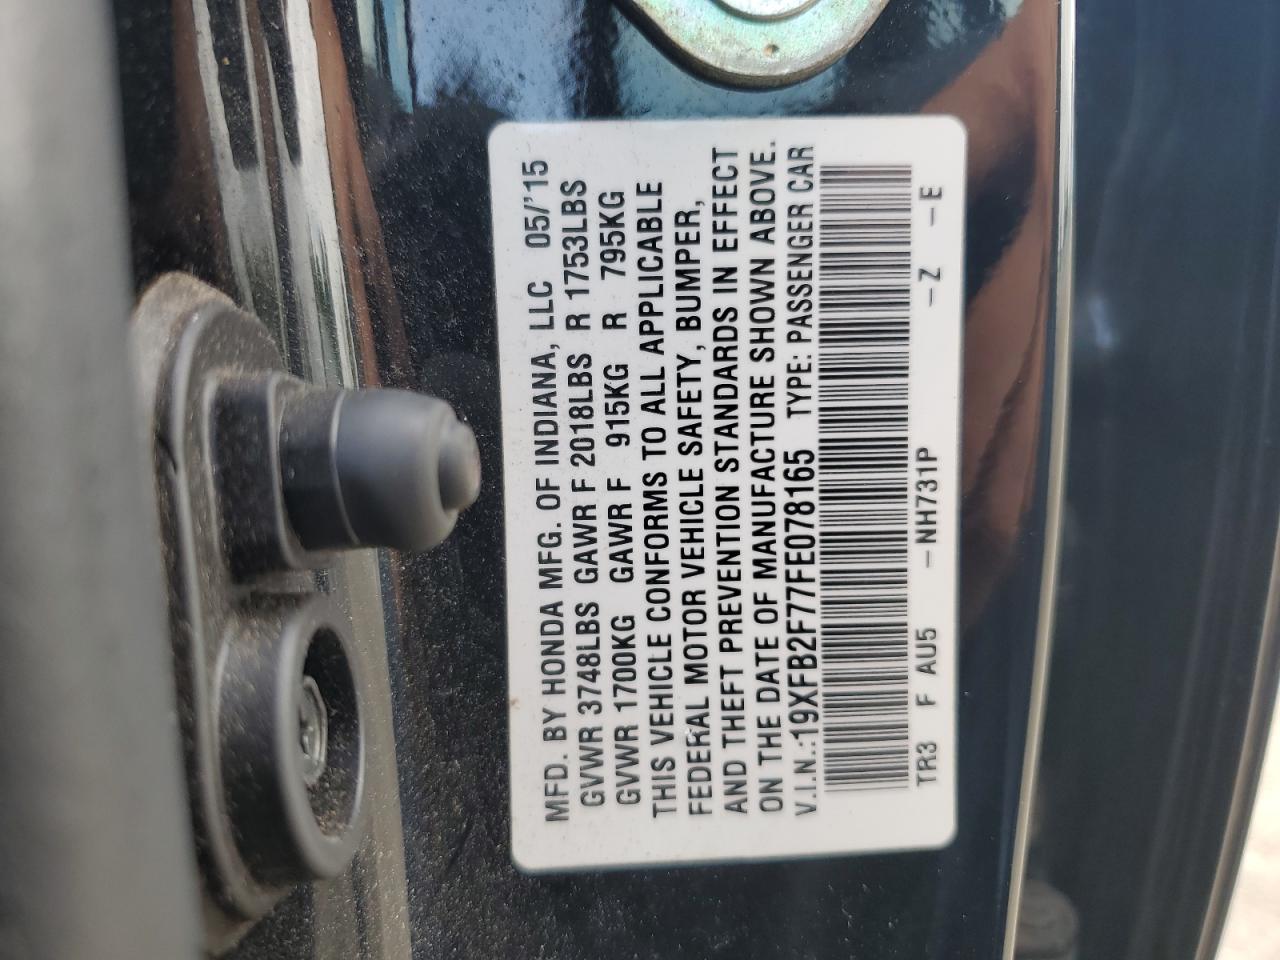 MFD. BY HONDA MFG. OF INDIANA, LLC 05/'15
GVWR 3748LBS GAWR F 2018LBS R 1753LBS
GVWR 1700KG GAWR F 915KG R 795KG
THIS VEHICLE CONFORMS TO ALL APPLICABLE
FEDERAL MOTOR VEHICLE SAFETY, BUMPER,
AND THEFT PREVENTION STANDARDS IN EFFECT
ON THE DATE OF MANUFACTURE SHOWN ABOVE.
V.I.N.:19XFB2F77FE078165 TYPE: PASSENGER CAR
TR3 F AU5 -NH731P -Z -E